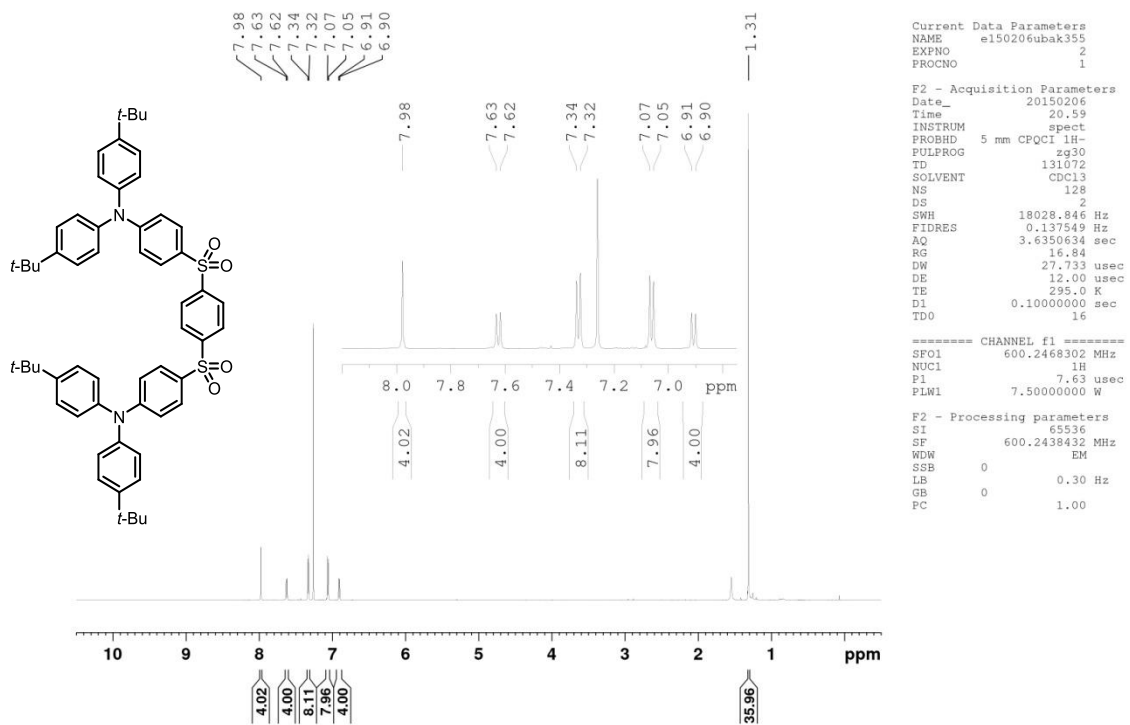 7.98
7.63
7.62
7.34
7.32
7.07
7.05
6.91
6.90
1.31
t-Bu
t-Bu
N
S
O
O
S
O
O
t-Bu
N
t-Bu
7.98
7.63
7.62
7.34
7.32
7.07
7.05
6.91
6.90
8.0 7.8 7.6 7.4 7.2 7.0 ppm
4.02
4.00
8.11
7.96
4.00
10 9 8 7 6 5 4 3 2 1 ppm
4.02
4.00
8.11
7.96
4.00
35.96
Current Data Parameters
NAME e150206ubak355
EXPNO 2
PROCNO 1
F2 - Acquisition Parameters
Date_ 20150206
Time 20.59
INSTRUM spect
PROBHD 5 mm CPQCI 1H-
PULPROG zg30
TD 131072
SOLVENT CDCl3
NS 128
DS 2
SWH 18028.846 Hz
FIDRES 0.137549 Hz
AQ 3.6350634 sec
RG 16.84
DW 27.733 usec
DE 12.00 usec
TE 295.0 K
D1 0.10000000 sec
TD0 16
======== CHANNEL f1 ========
SFO1 600.2468302 MHz
NUC1 1H
P1 7.63 usec
PLW1 7.50000000 W
F2 - Processing parameters
SI 65536
SF 600.2438432 MHz
WDW EM
SSB 0
LB 0.30 Hz
GB 0
PC 1.00